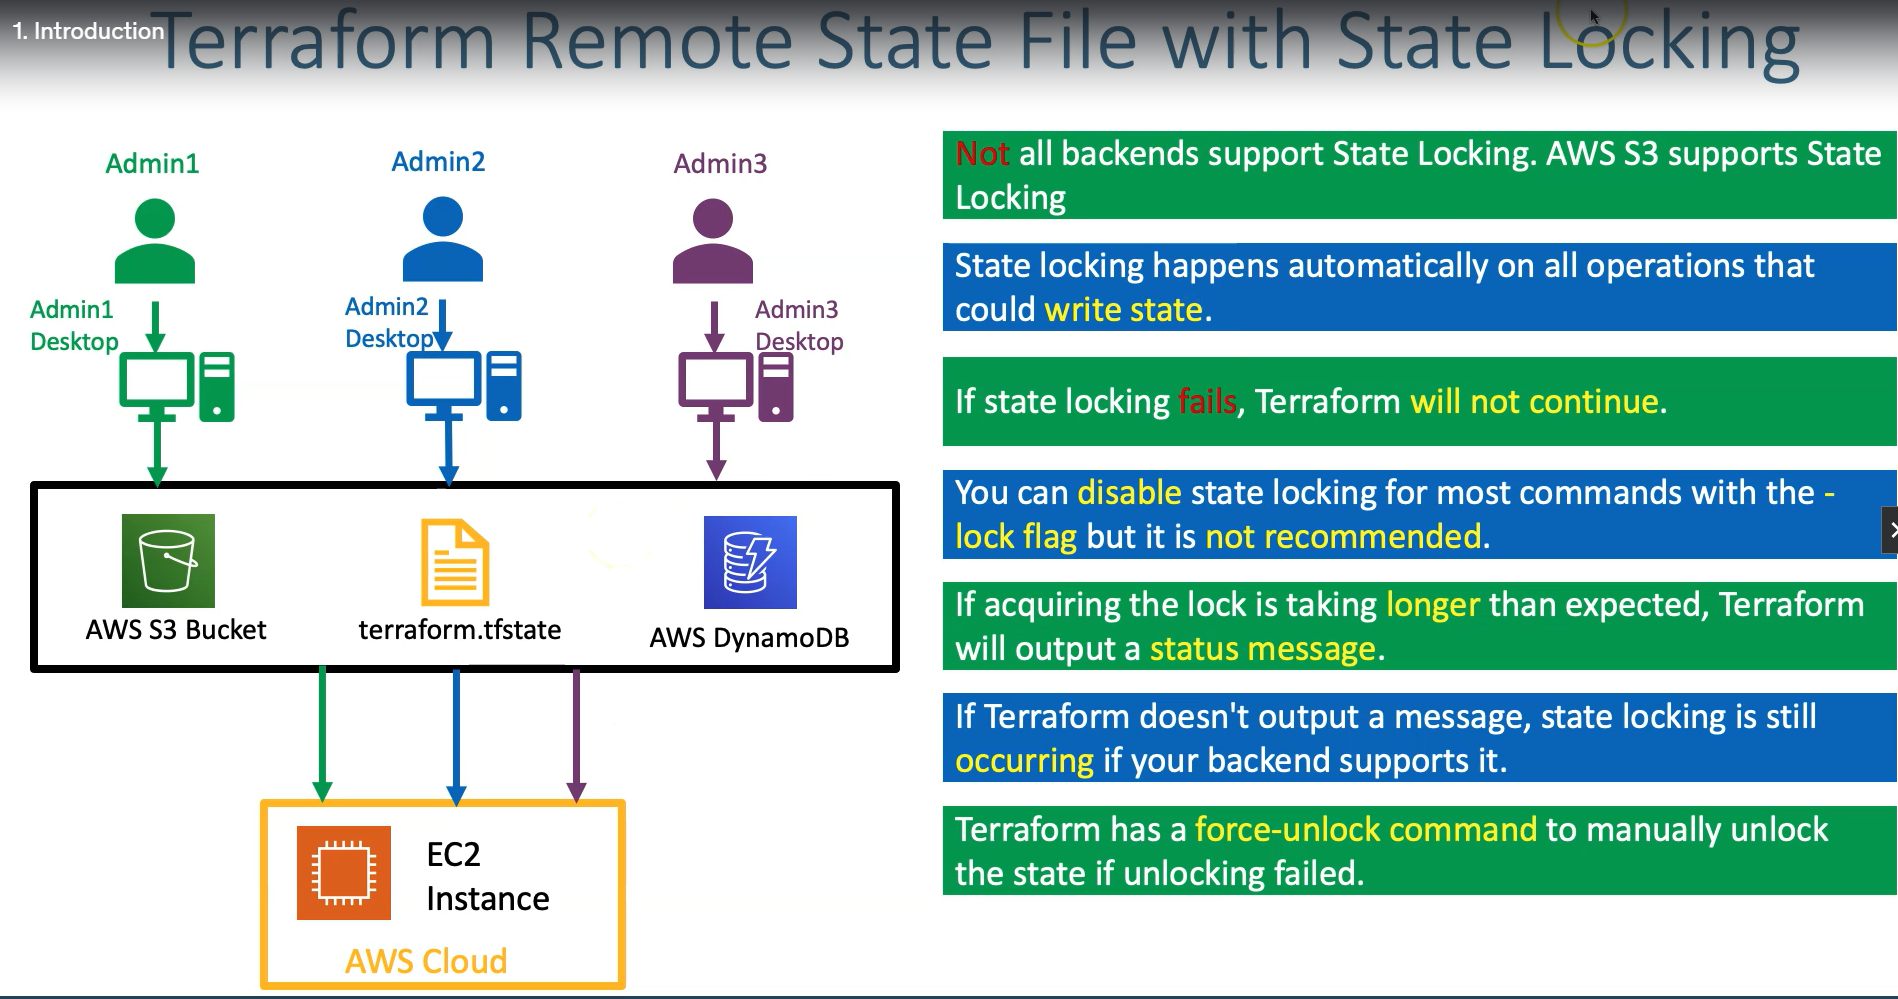 1. Introduction
Terraform Remote State File with State Locking
Admin1
Admin2
Admin3
Admin1
Desktop
Admin2
Desktop
Admin3
Desktop
AWS S3 Bucket
terraform.tfstate
AWS DynamoDB
EC2
Instance
AWS Cloud
Not all backends support State Locking. AWS S3 supports State
Locking
State locking happens automatically on all operations that
could write state.
If state locking fails, Terraform will not continue.
You can disable state locking for most commands with the -
lock flag but it is not recommended.
If acquiring the lock is taking longer than expected, Terraform
will output a status message.
If Terraform doesn't output a message, state locking is still
occurring if your backend supports it.
Terraform has a force-unlock command to manually unlock
the state if unlocking failed.